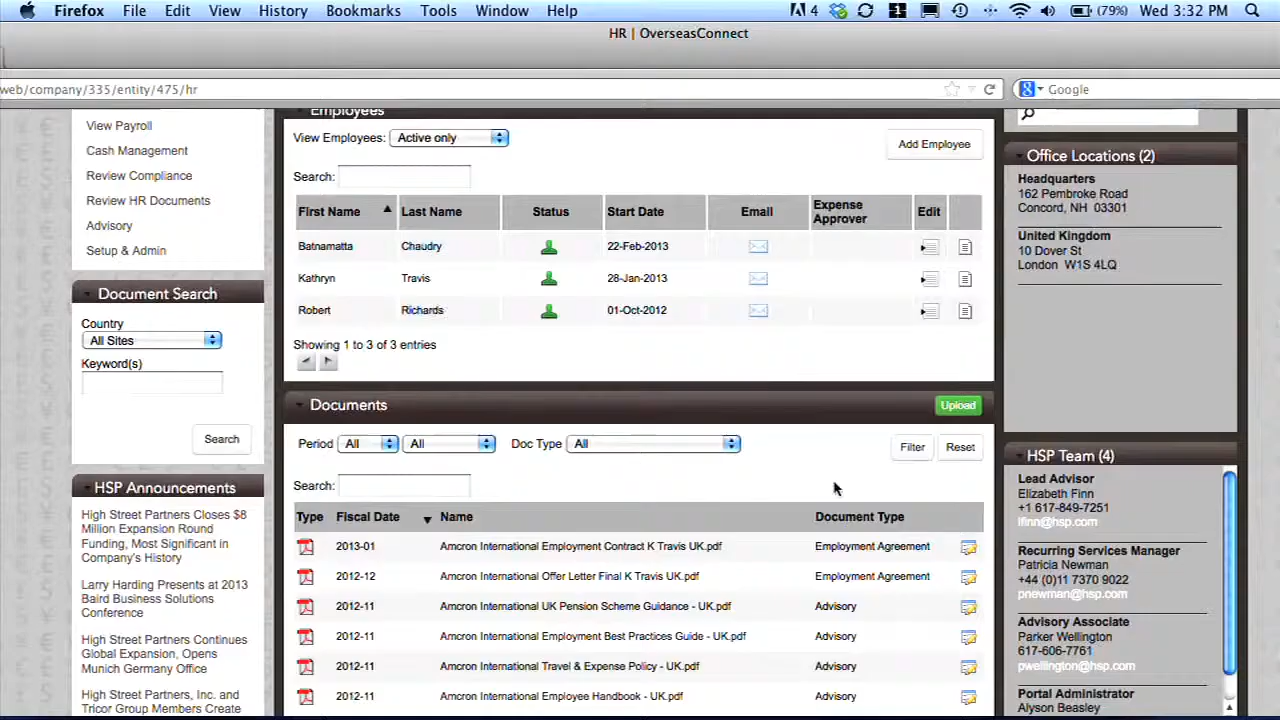 Firefox File Edit View History Bookmarks Tools Window Help
4 1 (79%) Wed 3:32 PM
HR | OverseasConnect
web/company/335/entity/475/hr
Google
View Payroll
Cash Management
Review Compliance
Review HR Documents
Advisory
Setup & Admin
Document Search
Country
All Sites
Keyword(s)
Search
HSP Announcements
High Street Partners Closes $8
Million Expansion Round
Funding, Most Significant in
Company's History
Larry Harding Presents at 2013
Baird Business Solutions
Conference
High Street Partners Continues
Global Expansion, Opens
Munich Germany Office
High Street Partners, Inc. and
Tricor Group Members Create
Employees
View Employees: Active only
Add Employee
Search:
First Name Last Name Status Start Date Email Expense Approver Edit
Batnamatta Chaudry 22-Feb-2013
Kathryn Travis 28-Jan-2013
Robert Richards 01-Oct-2012
Showing 1 to 3 of 3 entries
Documents Upload
Period All All Doc Type All Filter Reset
Search:
Type Fiscal Date Name Document Type
2013-01 Amcron International Employment Contract K Travis UK.pdf Employment Agreement
2012-12 Amcron International Offer Letter Final K Travis UK.pdf Employment Agreement
2012-11 Amcron International UK Pension Scheme Guidance - UK.pdf Advisory
2012-11 Amcron International Employment Best Practices Guide - UK.pdf Advisory
2012-11 Amcron International Travel & Expense Policy - UK.pdf Advisory
2012-11 Amcron International Employee Handbook - UK.pdf Advisory
Office Locations (2)
Headquarters
162 Pembroke Road
Concord, NH 03301
United Kingdom
10 Dover St
London W1S 4LQ
HSP Team (4)
Lead Advisor
Elizabeth Finn
+1 617-849-7251
lfinn@hsp.com
Recurring Services Manager
Patricia Newman
+44 (0)11 7370 9022
pnewman@hsp.com
Advisory Associate
Parker Wellington
617-606-7761
pwellington@hsp.com
Portal Administrator
Alyson Beasley